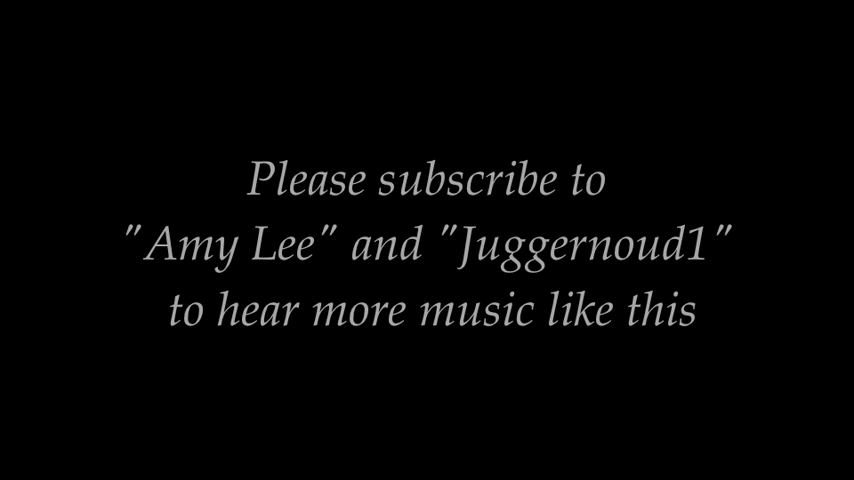 Please subscribe to
"Amy Lee" and "Juggernoud1"
to hear more music like this